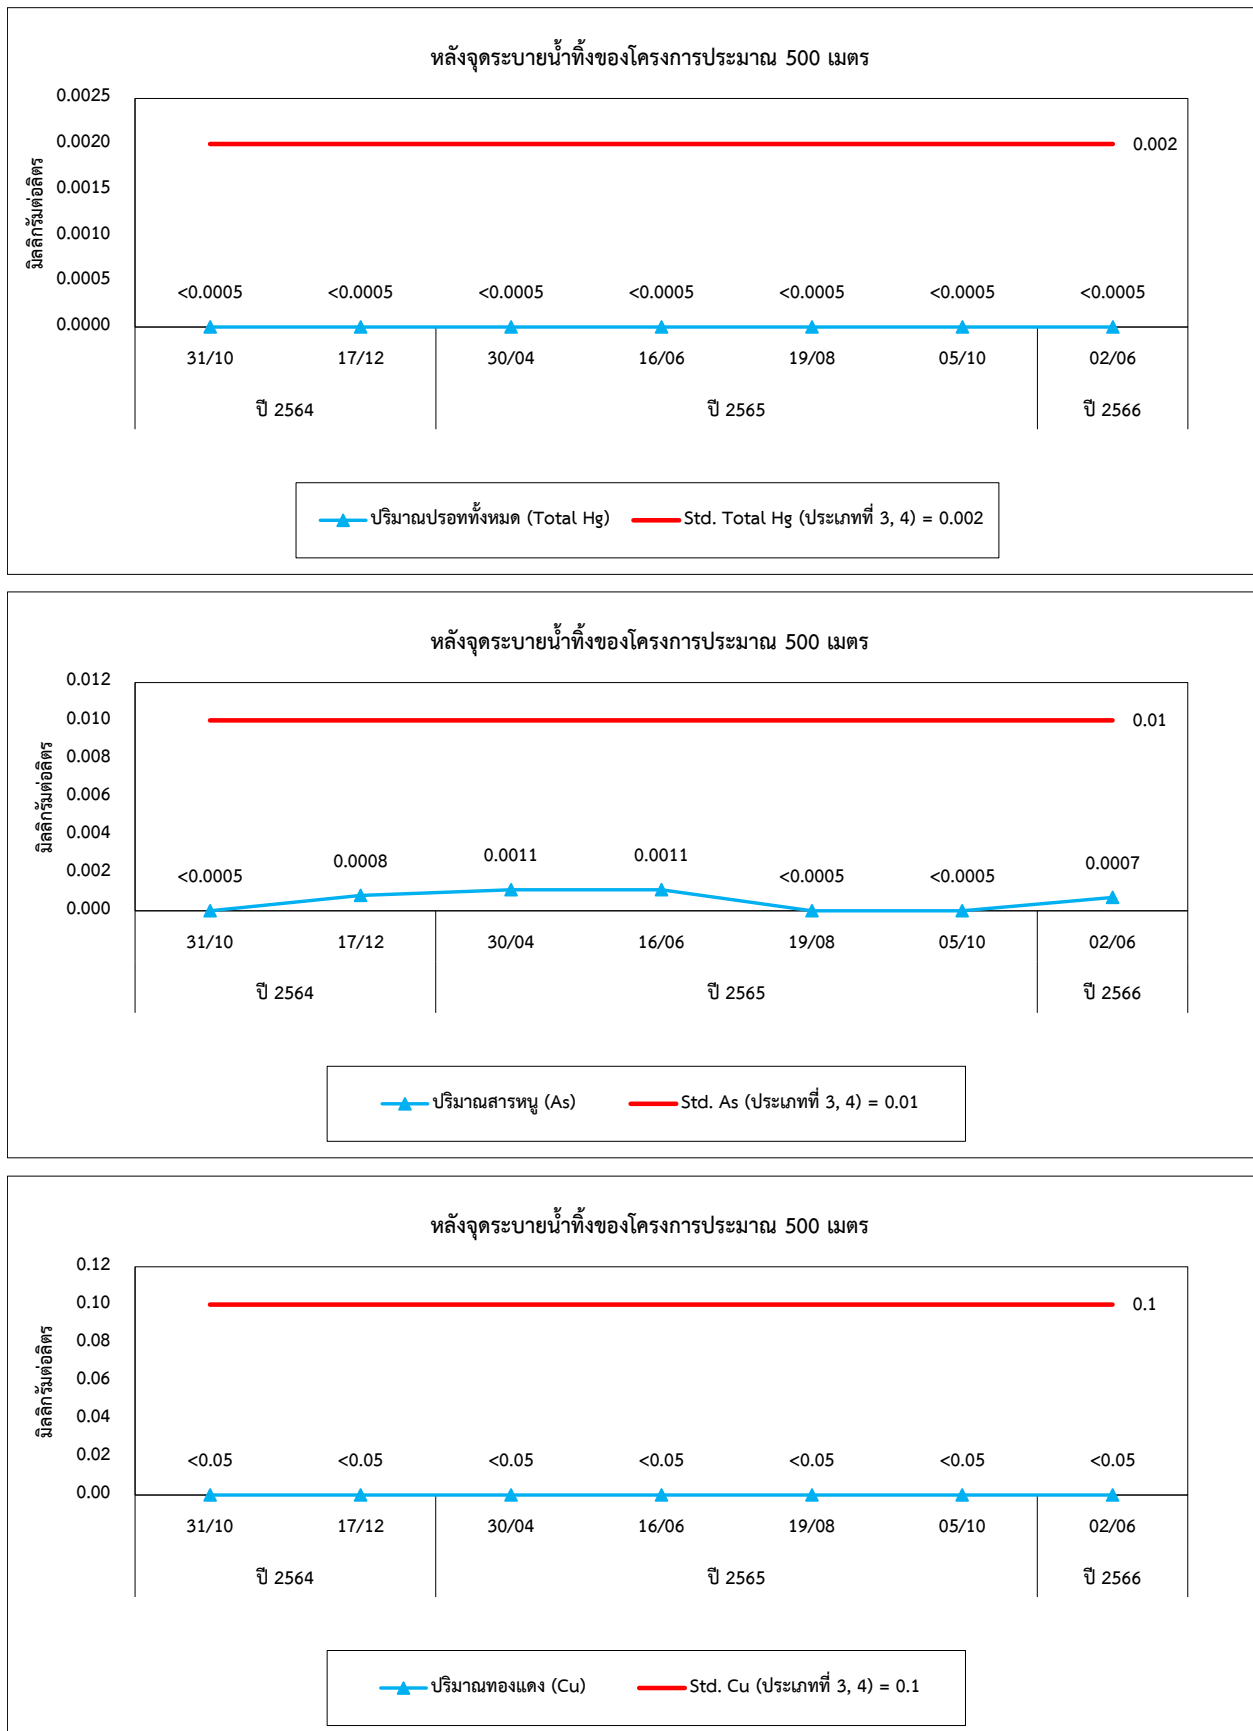 หลังจุดระบายน้ำทิ้งของโครงการประมาณ 500 เมตร
มิลลิกรัมต่อลิตร
0.0025
0.0020
0.0015
0.0010
0.0005
0.0000
0.002
<0.0005 <0.0005 <0.0005 <0.0005 <0.0005 <0.0005 <0.0005
31/10 17/12 30/04 16/06 19/08 05/10 02/06
ปี 2564 ปี 2565 ปี 2566
ปริมาณปรอททั้งหมด (Total Hg) Std. Total Hg (ประเภทที่ 3, 4) = 0.002
หลังจุดระบายน้ำทิ้งของโครงการประมาณ 500 เมตร
มิลลิกรัมต่อลิตร
0.012
0.010
0.008
0.006
0.004
0.002
0.000
0.01
<0.0005 0.0008 0.0011 0.0011 <0.0005 <0.0005 0.0007
31/10 17/12 30/04 16/06 19/08 05/10 02/06
ปี 2564 ปี 2565 ปี 2566
ปริมาณสารหนู (As) Std. As (ประเภทที่ 3, 4) = 0.01
หลังจุดระบายน้ำทิ้งของโครงการประมาณ 500 เมตร
มิลลิกรัมต่อลิตร
0.12
0.10
0.08
0.06
0.04
0.02
0.00
0.1
<0.05 <0.05 <0.05 <0.05 <0.05 <0.05 <0.05
31/10 17/12 30/04 16/06 19/08 05/10 02/06
ปี 2564 ปี 2565 ปี 2566
ปริมาณทองแดง (Cu) Std. Cu (ประเภทที่ 3, 4) = 0.1